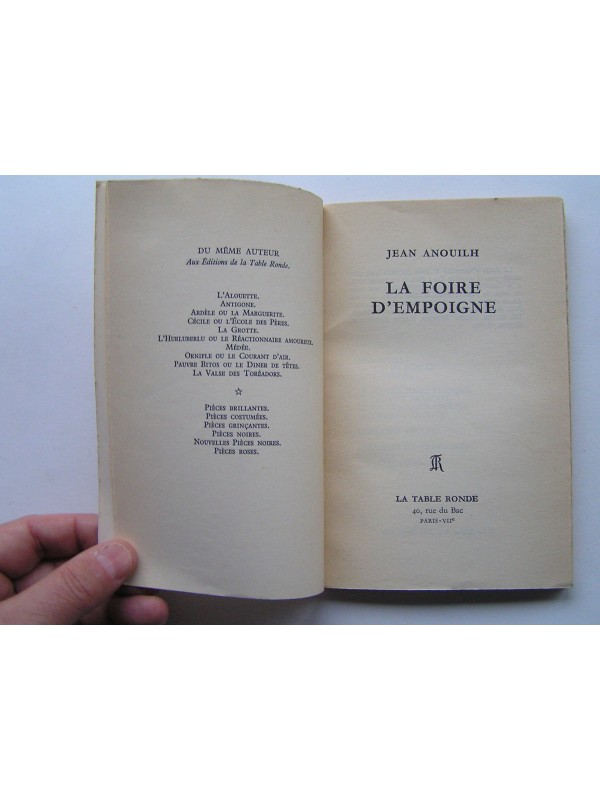 DU MÊME AUTEUR
Aux Éditions de la Table Ronde.
L'Alouette.
Antigone.
Ardèle ou la Marguerite.
Cécile ou l'École des Pères.
La Grotte.
L'Hurluberlu ou le Réactionnaire amoureux.
Médée.
Ornifle ou le Courant d'air.
Pauvre Bitos ou le Diner de têtes.
La Valse des Toréadors.
Pièces brillantes.
Pièces costumées.
Pièces grinçantes.
Pièces noires.
Nouvelles Pièces noires.
Pièces roses.
JEAN ANOUILH
LA FOIRE
D'EMPOIGNE
TR
LA TABLE RONDE
40, rue du Bac
PARIS-VIIe